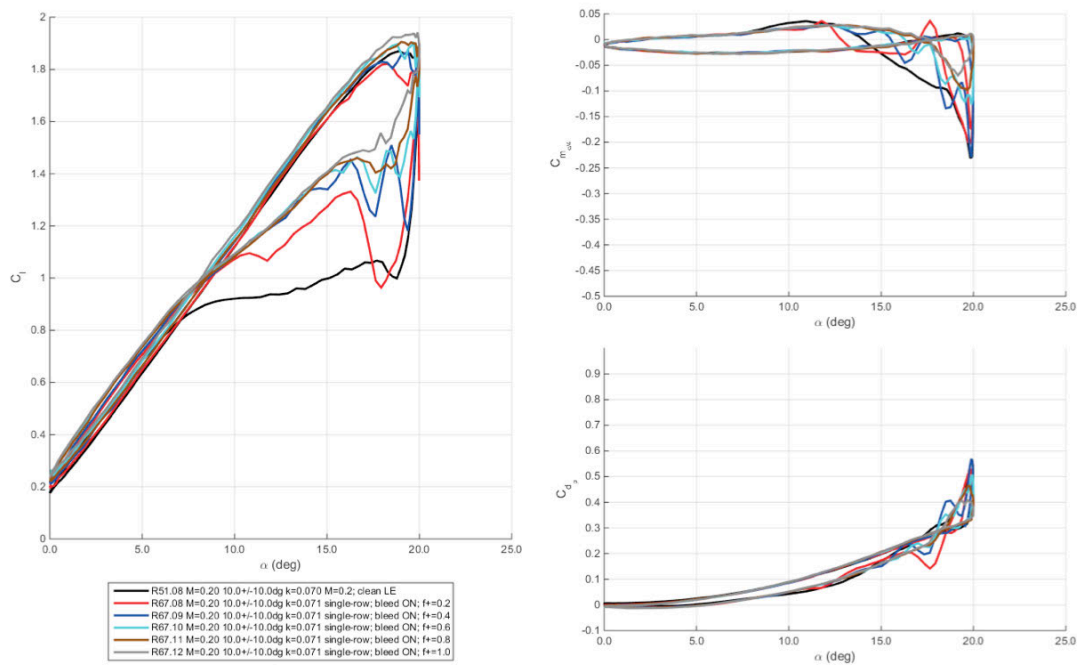 2
1.8
1.6
1.4
1.2
1
0.8
0.6
0.4
0.2
0
C_l
0.0 5.0 10.0 15.0 20.0 25.0
α (deg)
R51.08 M=0.20 10.0+/-10.0dg k=0.070 M=0.2; clean LE
R67.08 M=0.20 10.0+/-10.0dg k=0.071 single-row; bleed ON; f+=0.2
R67.09 M=0.20 10.0+/-10.0dg k=0.071 single-row; bleed ON; f+=0.4
R67.10 M=0.20 10.0+/-10.0dg k=0.071 single-row; bleed ON; f+=0.6
R67.11 M=0.20 10.0+/-10.0dg k=0.071 single-row; bleed ON; f+=0.8
R67.12 M=0.20 10.0+/-10.0dg k=0.071 single-row; bleed ON; f+=1.0
0.05
0
-0.05
-0.1
-0.15
-0.2
-0.25
-0.3
-0.35
-0.4
-0.45
-0.5
C_m
0.0 5.0 10.0 15.0 20.0 25.0
α (deg)
0.9
0.8
0.7
0.6
0.5
0.4
0.3
0.2
0.1
0
-0.1
C_d_p
0.0 5.0 10.0 15.0 20.0 25.0
α (deg)